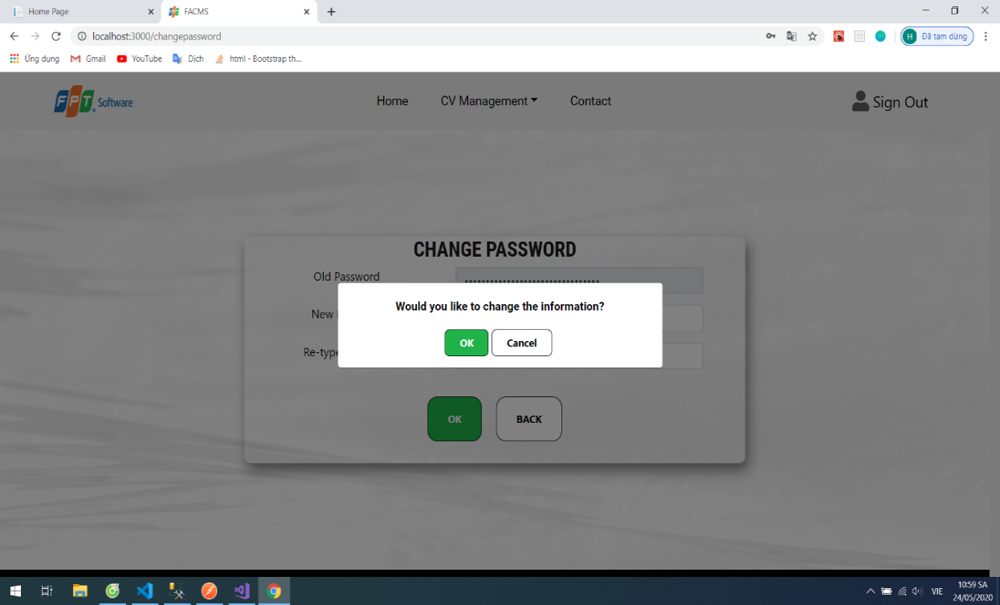 Home Page
FACMS
localhost:3000/changepassword
H Đã tạm dừng
Ứng dụng Gmail YouTube Dịch html - Bootstrap th...
FPT Software
Home CV Management Contact Sign Out
CHANGE PASSWORD
Old Password
New
Re-type
Would you like to change the information?
OK Cancel
OK BACK
VIE
10:59 SA
24/05/2020